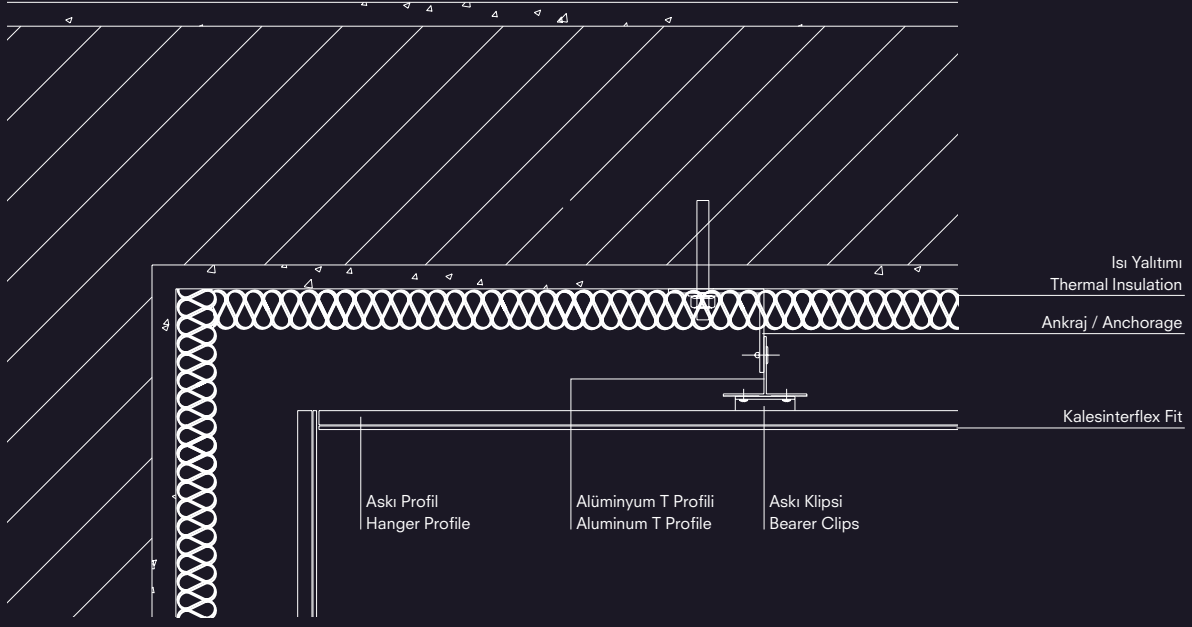 Isı Yalıtımı
Thermal Insulation
Ankraj / Anchorage
Kalesinterflex Fit
Askı Profil
Hanger Profile
Alüminyum T Profili
Aluminum T Profile
Askı Klipsi
Bearer Clips